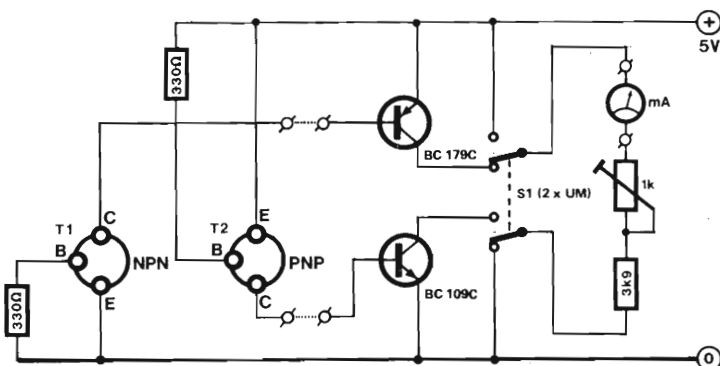 +
5V
330Ω
mA
BC 179C
1k
S1 (2 x UM)
T1
C
B
NPN
E
T2
E
B
PNP
C
BC 109C
330Ω
3k9
0